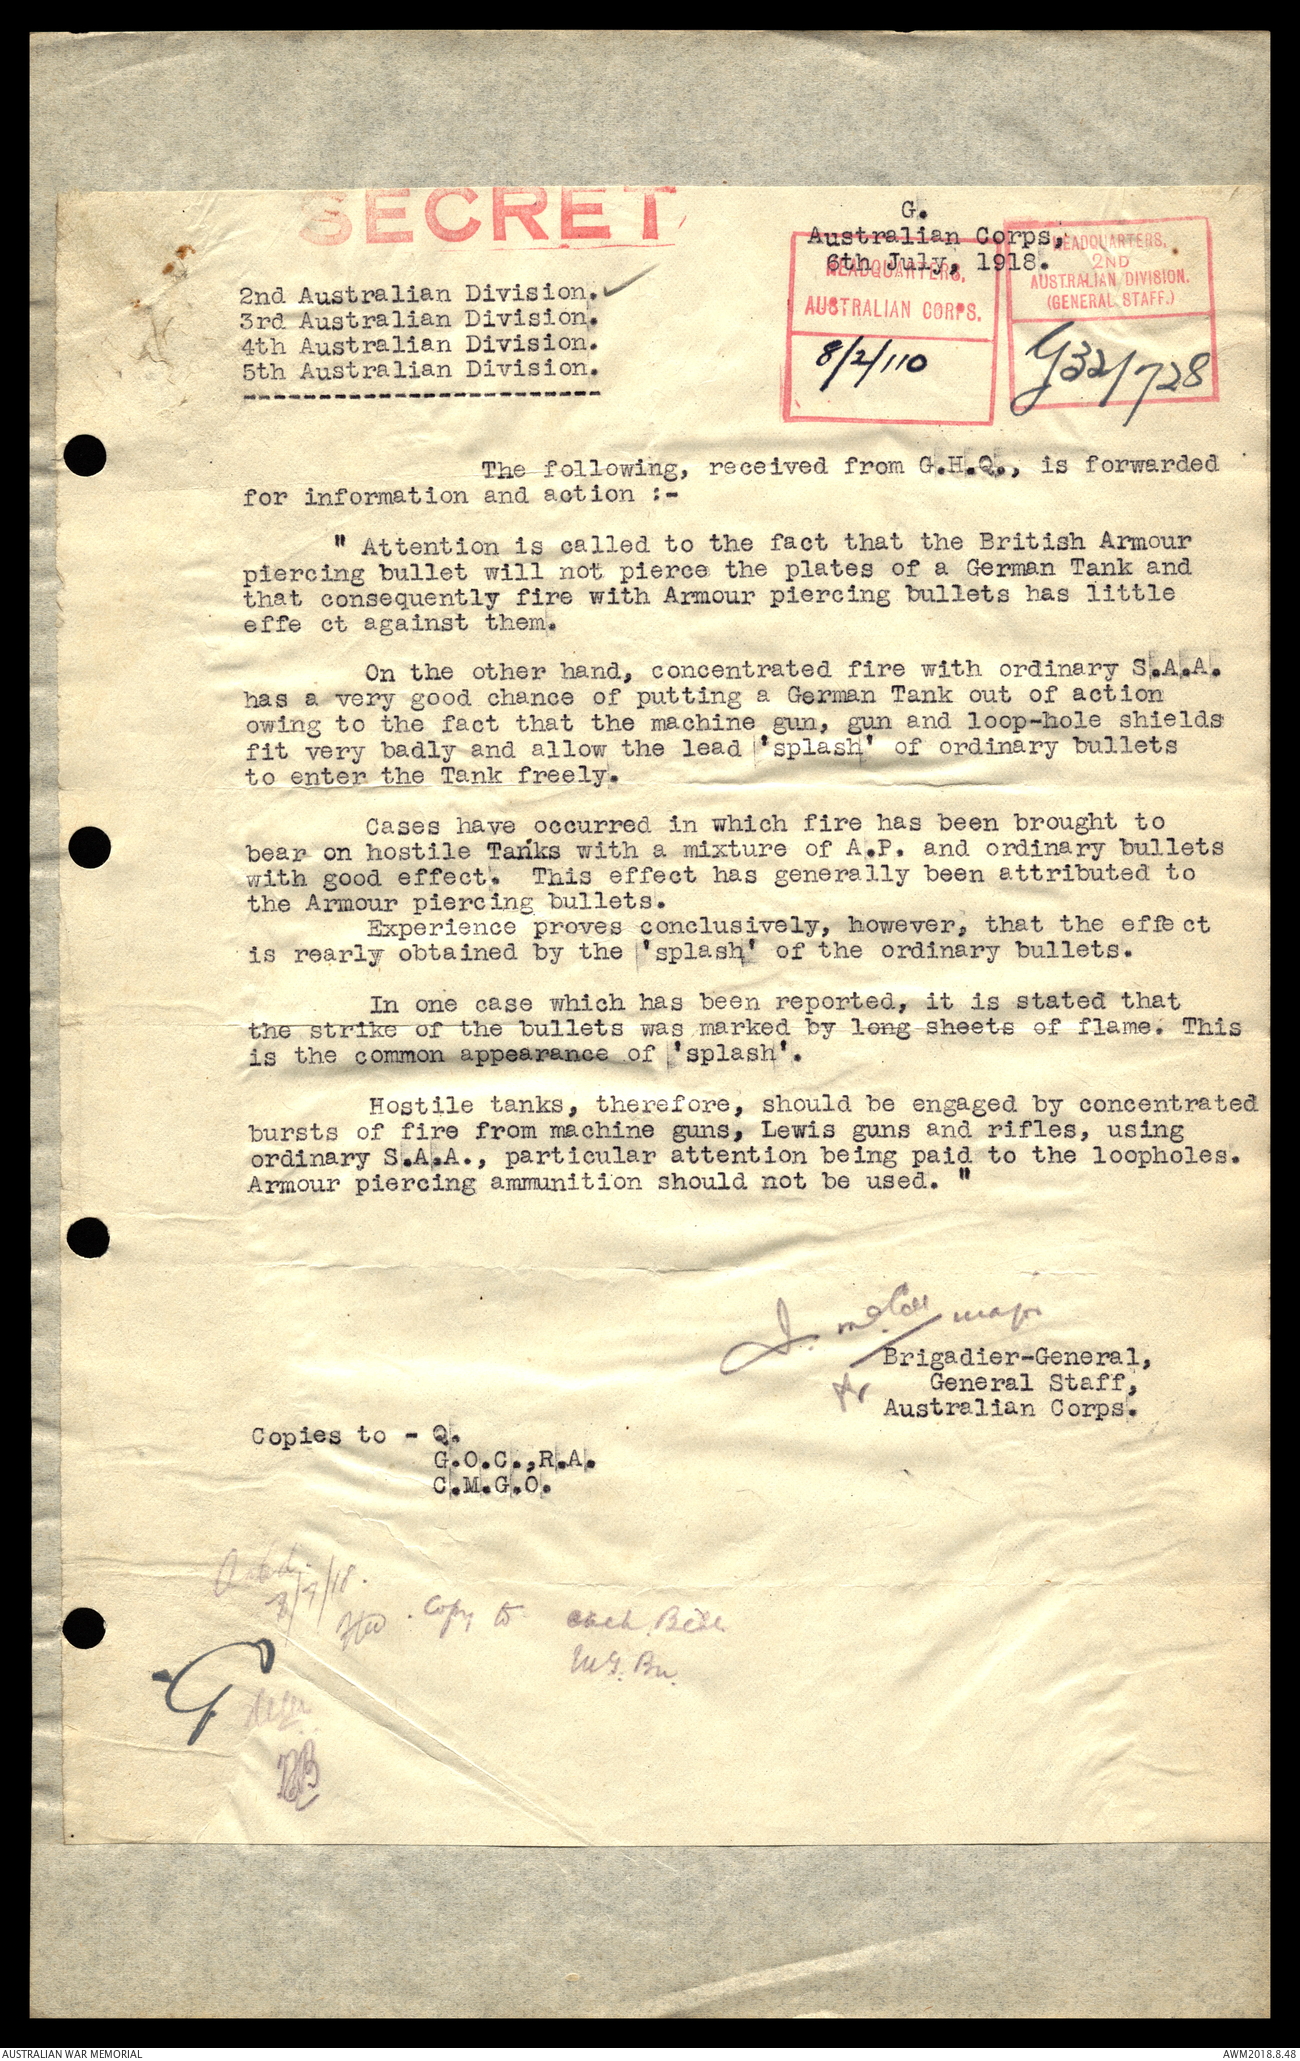 SECRET
G.
Australian Corps,
6th July, 1918.
HEADQUARTERS,
AUSTRALIAN CORPS.
8/2/110
HEADQUARTERS,
2ND
AUSTRALIAN DIVISION.
(GENERAL STAFF.)
G32/728
2nd Australian Division.
3rd Australian Division.
4th Australian Division.
5th Australian Division.
------------------------
The following, received from G.H.Q., is forwarded
for information and action :-
" Attention is called to the fact that the British Armour
piercing bullet will not pierce the plates of a German Tank and
that consequently fire with Armour piercing bullets has little
effe ct against them.
On the other hand, concentrated fire with ordinary S.A.A.
has a very good chance of putting a German Tank out of action
owing to the fact that the machine gun, gun and loop-hole shields
fit very badly and allow the lead 'splash' of ordinary bullets
to enter the Tank freely.
Cases have occurred in which fire has been brought to
bear on hostile Tanks with a mixture of A.P. and ordinary bullets
with good effect. This effect has generally been attributed to
the Armour piercing bullets.
Experience proves conclusively, however, that the effect
is rearly obtained by the 'splash' of the ordinary bullets.
In one case which has been reported, it is stated that
the strike of the bullets was marked by long sheets of flame. This
is the common appearance of 'splash'.
Hostile tanks, therefore, should be engaged by concentrated
bursts of fire from machine guns, Lewis guns and rifles, using
ordinary S.A.A., particular attention being paid to the loopholes.
Armour piercing ammunition should not be used. "
major
Brigadier-General,
for General Staff,
Australian Corps.
Copies to - Q.
G.O.C.,R.A.
C.M.G.O.
/7/18.
Copy to each Bde
M.G. Bn.
G
AUSTRALIAN WAR MEMORIAL
AWM2018.8.48